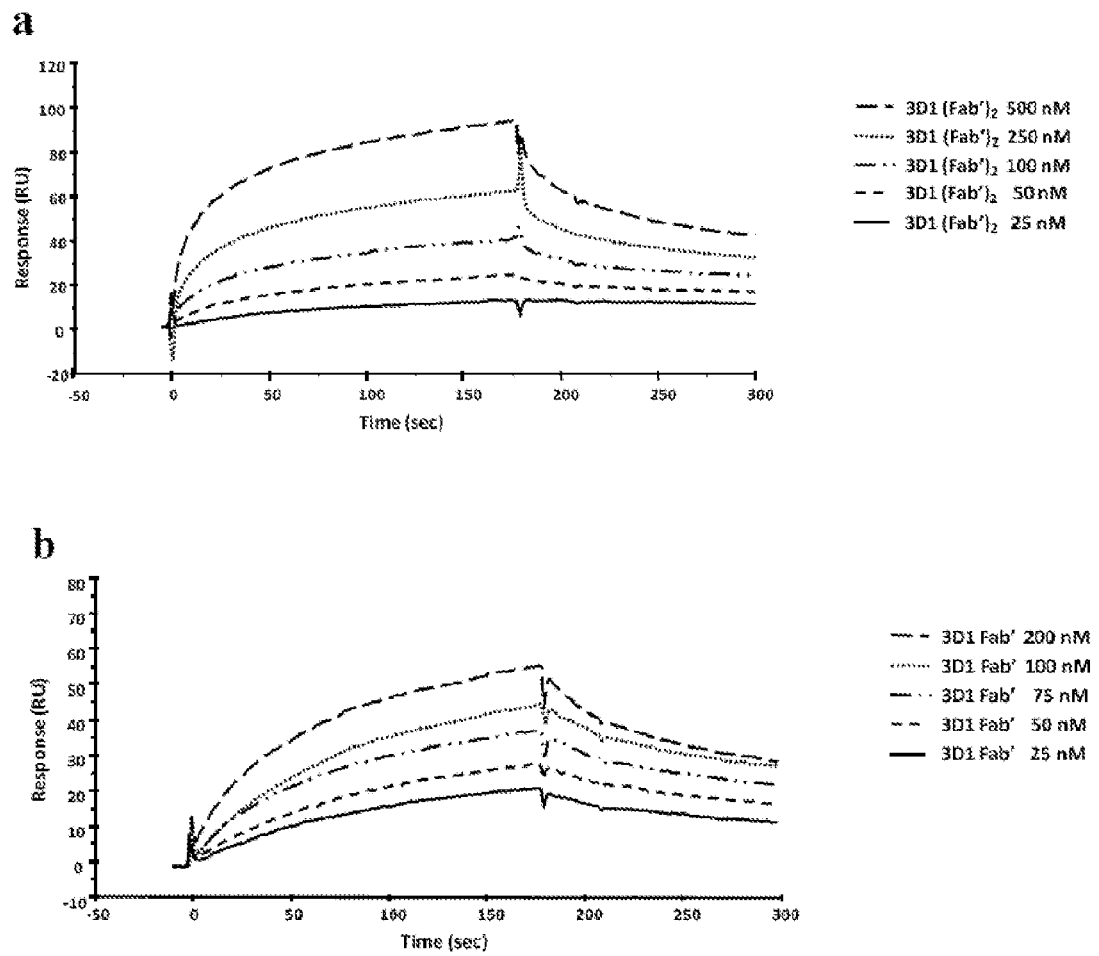 a
120
100
80
60
40
20
0
-20
Response (RU)
-50 0 50 100 150 200 250 300
Time (sec)
3D1 (Fab')2 500 nM
3D1 (Fab')2 250 nM
3D1 (Fab')2 100 nM
3D1 (Fab')2 50 nM
3D1 (Fab')2 25 nM
b
80
70
60
50
40
30
20
10
0
-10
Response (RU)
-50 0 50 100 150 200 250 300
Time (sec)
3D1 Fab' 200 nM
3D1 Fab' 100 nM
3D1 Fab' 75 nM
3D1 Fab' 50 nM
3D1 Fab' 25 nM